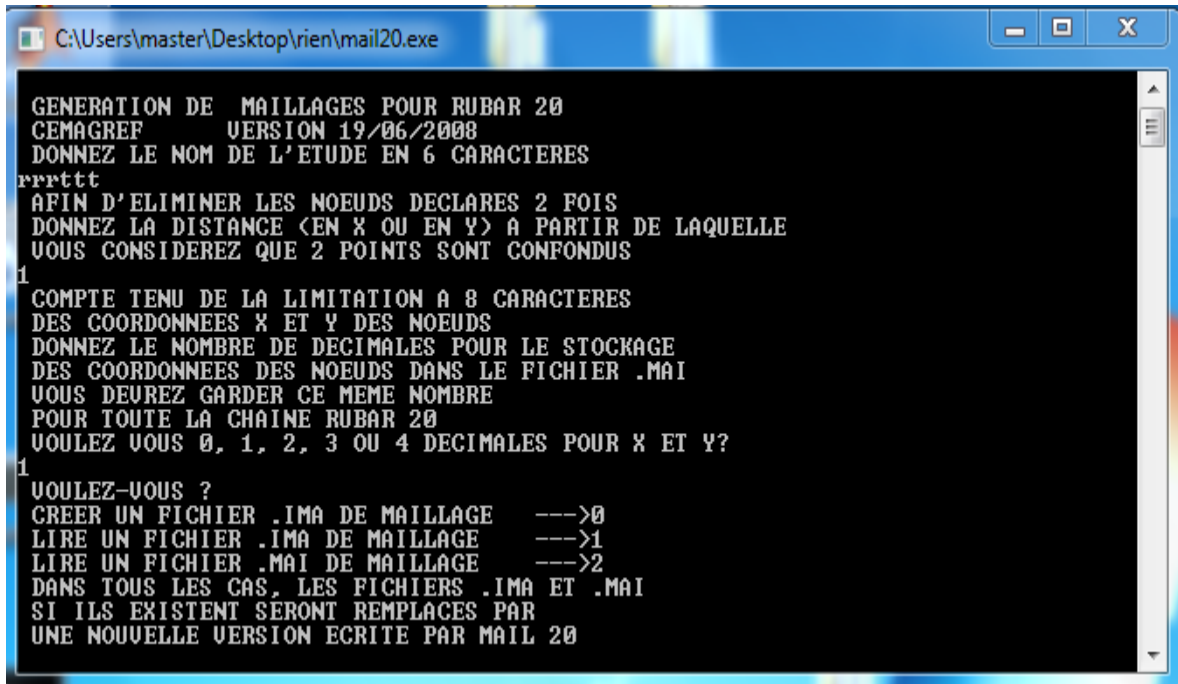 C:\Users\master\Desktop\rien\mail20.exe
GENERATION DE  MAILLAGES POUR RUBAR 20
CEMAGREF       VERSION 19/06/2008
DONNEZ LE NOM DE L'ETUDE EN 6 CARACTERES
rrrttt
AFIN D'ELIMINER LES NOEUDS DECLARES 2 FOIS
DONNEZ LA DISTANCE (EN X OU EN Y) A PARTIR DE LAQUELLE
VOUS CONSIDEREZ QUE 2 POINTS SONT CONFONDUS
1
COMPTE TENU DE LA LIMITATION A 8 CARACTERES
DES COORDONNEES X ET Y DES NOEUDS
DONNEZ LE NOMBRE DE DECIMALES POUR LE STOCKAGE
DES COORDONNEES DES NOEUDS DANS LE FICHIER .MAI
VOUS DEVREZ GARDER CE MEME NOMBRE
POUR TOUTE LA CHAINE RUBAR 20
VOULEZ VOUS 0, 1, 2, 3 OU 4 DECIMALES POUR X ET Y?
1
VOULEZ-VOUS ?
CREER UN FICHIER .IMA DE MAILLAGE   --->0
LIRE UN FICHIER .IMA DE MAILLAGE    --->1
LIRE UN FICHIER .MAI DE MAILLAGE    --->2
DANS TOUS LES CAS, LES FICHIERS .IMA ET .MAI
SI ILS EXISTENT SERONT REMPLACES PAR
UNE NOUVELLE VERSION ECRITE PAR MAIL 20